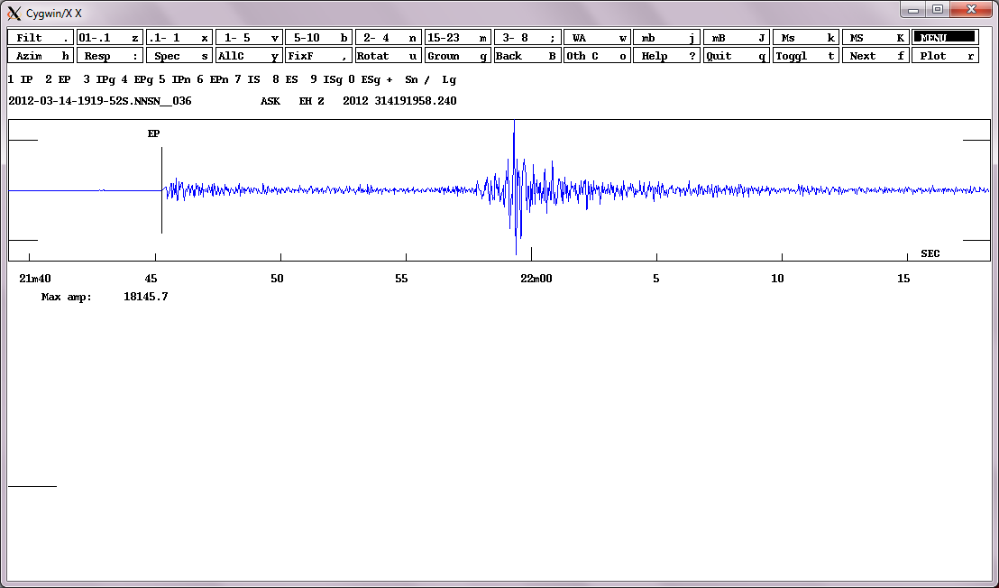 Cygwin/X X
Filt . 01-.1 z .1- 1 x 1- 5 v 5-10 b 2- 4 n 15-23 m 3- 8 ; WA w mb j mB J Ms k MS K MENU
Azim h Resp : Spec s AllC y FixF , Rotat u Groun g Back B Oth C o Help ? Quit q Toggl t Next f Plot r
1 IP 2 EP 3 IPg 4 EPg 5 IPn 6 EPn 7 IS 8 ES 9 ISg 0 ESg + Sn / Lg
2012-03-14-1919-52S.NNSN__036 ASK EH Z 2012 314191958.240
EP
SEC
21m40 45 50 55 22m00 5 10 15
Max amp: 18145.7